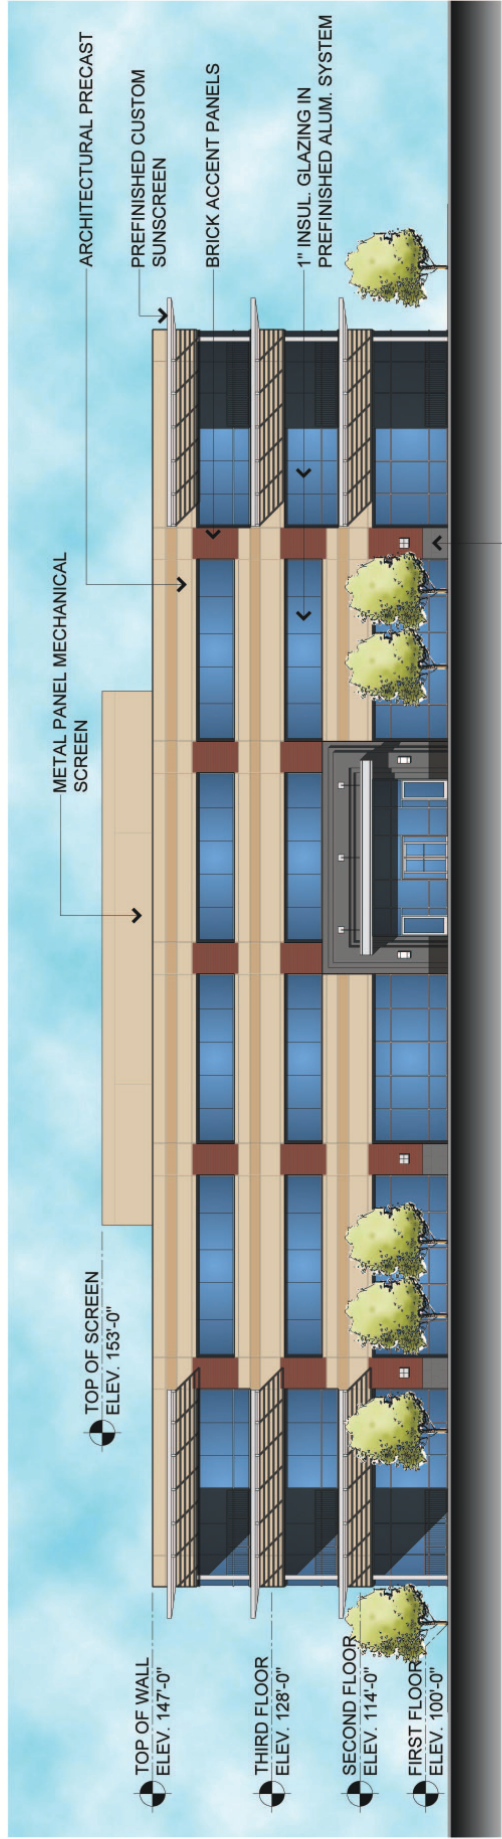 TOP OF SCREEN
ELEV. 153'-0"
METAL PANEL MECHANICAL
SCREEN
ARCHITECTURAL PRECAST
PREFINISHED CUSTOM
SUNSCREEN
BRICK ACCENT PANELS
1" INSUL. GLAZING IN
PREFINISHED ALUM. SYSTEM
TOP OF WALL
ELEV. 147'-0"
THIRD FLOOR
ELEV. 128'-0"
SECOND FLOOR
ELEV. 114'-0"
FIRST FLOOR
ELEV. 100'-0"